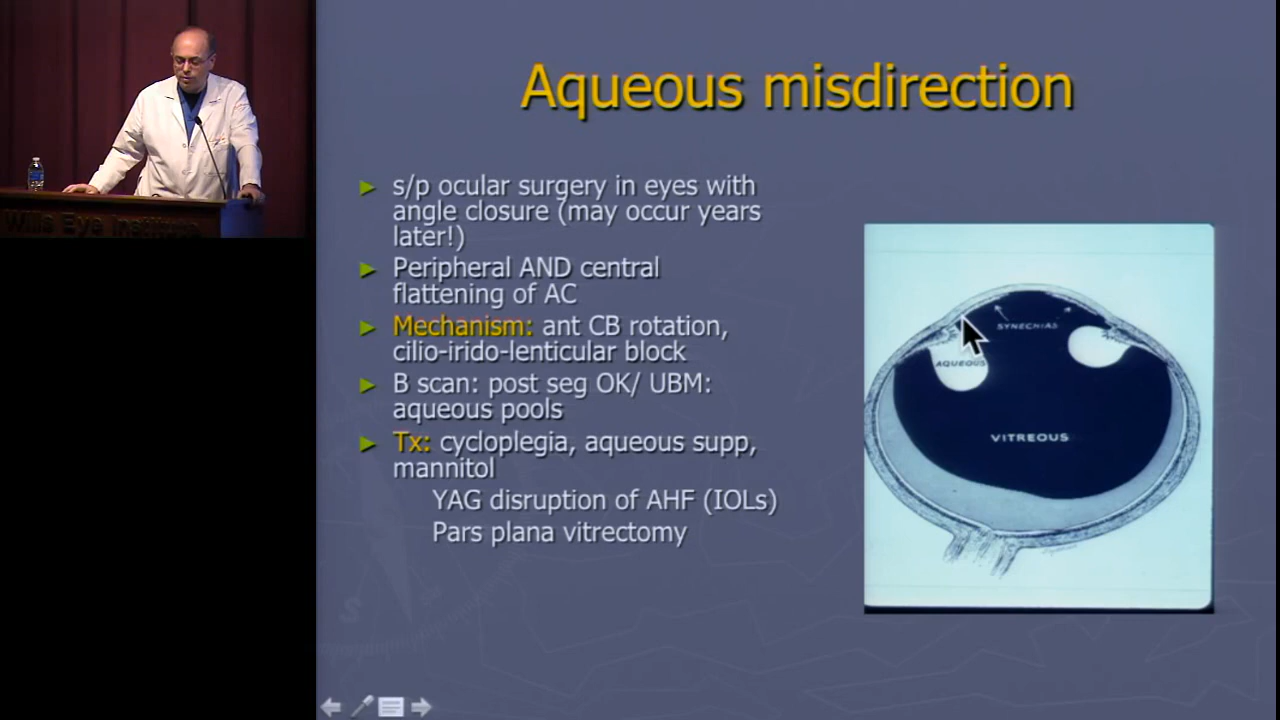 Aqueous misdirection
s/p ocular surgery in eyes with
angle closure (may occur years
later!)
Peripheral AND central
flattening of AC
Mechanism: ant CB rotation,
cilio-irido-lenticular block
B scan: post seg OK/ UBM:
aqueous pools
Tx: cycloplegia, aqueous supp,
mannitol
YAG disruption of AHF (IOLs)
Pars plana vitrectomy
SYNECHIAS
AQUEOUS
VITREOUS
Wills Eye Institute